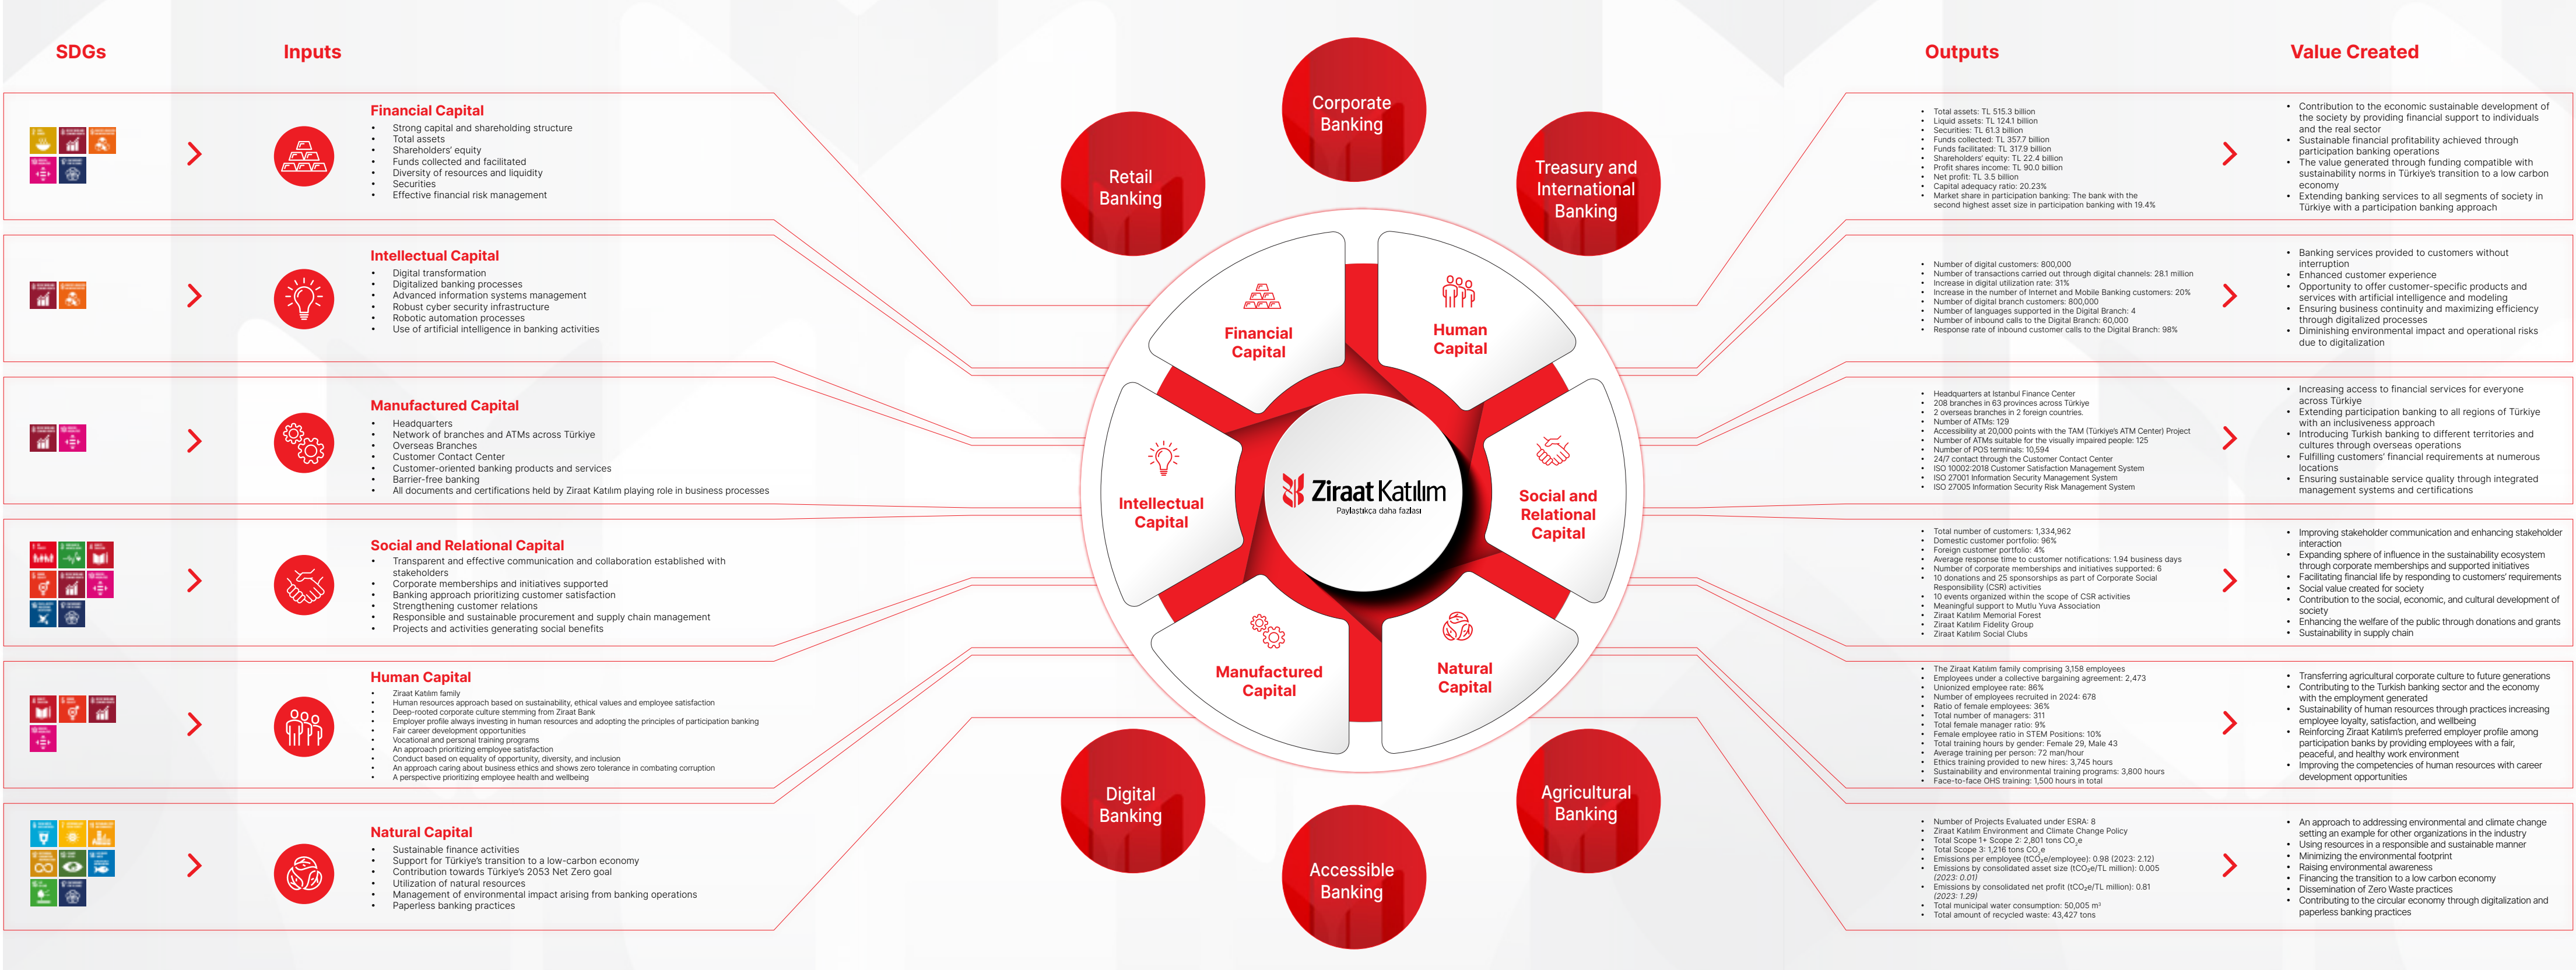 SDGs
Inputs
Outputs
Value Created
Financial Capital
• Strong capital and shareholding structure
• Total assets
• Shareholders' equity
• Funds collected and facilitated
• Diversity of resources and liquidity
• Securities
• Effective financial risk management
Intellectual Capital
• Digital transformation
• Digitalized banking processes
• Advanced information systems management
• Robust cyber security infrastructure
• Robotic automation processes
• Use of artificial intelligence in banking activities
Manufactured Capital
• Headquarters
• Network of branches and ATMs across Türkiye
• Overseas Branches
• Customer Contact Center
• Customer-oriented banking products and services
• Barrier-free banking
• All documents and certifications held by Ziraat Katılım playing role in business processes
Social and Relational Capital
• Transparent and effective communication and collaboration established with
stakeholders
• Corporate memberships and initiatives supported
• Banking approach prioritizing customer satisfaction
• Strengthening customer relations
• Responsible and sustainable procurement and supply chain management
• Projects and activities generating social benefits
Human Capital
• Ziraat Katılım family
• Human resources approach based on sustainability, ethical values and employee satisfaction
• Deep-rooted corporate culture stemming from Ziraat Bank
• Employer profile always investing in human resources and adopting the principles of participation banking
• Fair career development opportunities
• Vocational and personal training programs
• An approach prioritizing employee satisfaction
• Conduct based on equality of opportunity, diversity, and inclusion
• An approach caring about business ethics and shows zero tolerance in combating corruption
• A perspective prioritizing employee health and wellbeing
Natural Capital
• Sustainable finance activities
• Support for Türkiye's transition to a low-carbon economy
• Contribution towards Türkiye's 2053 Net Zero goal
• Utilization of natural resources
• Management of environmental impact arising from banking operations
• Paperless banking practices
Retail
Banking
Corporate
Banking
Treasury and
International
Banking
Financial
Capital
Human
Capital
Intellectual
Capital
Ziraat Katılım
Paylaştıkça daha fazlası
Social and
Relational
Capital
Manufactured
Capital
Natural
Capital
Digital
Banking
Accessible
Banking
Agricultural
Banking
• Total assets: TL 515.3 billion
• Liquid assets: TL 124.1 billion
• Securities: TL 61.3 billion
• Funds collected: TL 357.7 billion
• Funds facilitated: TL 317.9 billion
• Shareholders' equity: TL 22.4 billion
• Profit shares income: TL 90.0 billion
• Net profit: TL 3.5 billion
• Capital adequacy ratio: 20.23%
• Market share in participation banking: The bank with the
second highest asset size in participation banking with 19.4%
• Contribution to the economic sustainable development of
the society by providing financial support to individuals
and the real sector
• Sustainable financial profitability achieved through
participation banking operations
• The value generated through funding compatible with
sustainability norms in Türkiye's transition to a low carbon
economy
• Extending banking services to all segments of society in
Türkiye with a participation banking approach
• Number of digital customers: 800,000
• Number of transactions carried out through digital channels: 28.1 million
• Increase in digital utilization rate: 31%
• Increase in the number of Internet and Mobile Banking customers: 20%
• Number of digital branch customers: 800,000
• Number of languages supported in the Digital Branch: 4
• Number of inbound calls to the Digital Branch: 60,000
• Response rate of inbound customer calls to the Digital Branch: 98%
• Banking services provided to customers without
interruption
• Enhanced customer experience
• Opportunity to offer customer-specific products and
services with artificial intelligence and modeling
• Ensuring business continuity and maximizing efficiency
through digitalized processes
• Diminishing environmental impact and operational risks
due to digitalization
• Headquarters at Istanbul Finance Center
• 208 branches in 63 provinces across Türkiye
• 2 overseas branches in 2 foreign countries.
• Number of ATMs: 129
• Accessibility at 20,000 points with the TAM (Türkiye's ATM Center) Project
• Number of ATMs suitable for the visually impaired people: 125
• Number of POS terminals: 10,594
• 24/7 contact through the Customer Contact Center
• ISO 10002:2018 Customer Satisfaction Management System
• ISO 27001 Information Security Management System
• ISO 27005 Information Security Risk Management System
• Increasing access to financial services for everyone
across Türkiye
• Extending participation banking to all regions of Türkiye
with an inclusiveness approach
• Introducing Turkish banking to different territories and
cultures through overseas operations
• Fulfilling customers' financial requirements at numerous
locations
• Ensuring sustainable service quality through integrated
management systems and certifications
• Total number of customers: 1,334,962
• Domestic customer portfolio: 96%
• Foreign customer portfolio: 4%
• Average response time to customer notifications: 1.94 business days
• Number of corporate memberships and initiatives supported: 6
• 10 donations and 25 sponsorships as part of Corporate Social
Responsibility (CSR) activities
• 10 events organized within the scope of CSR activities
• Meaningful support to Mutlu Yuva Association
• Ziraat Katılım Memorial Forest
• Ziraat Katılım Fidelity Group
• Ziraat Katılım Social Clubs
• Improving stakeholder communication and enhancing stakeholder
interaction
• Expanding sphere of influence in the sustainability ecosystem
through corporate memberships and supported initiatives
• Facilitating financial life by responding to customers' requirements
• Social value created for society
• Contribution to the social, economic, and cultural development of
society
• Enhancing the welfare of the public through donations and grants
• Sustainability in supply chain
• The Ziraat Katılım family comprising 3,158 employees
• Employees under a collective bargaining agreement: 2,473
• Unionized employee rate: 86%
• Number of employees recruited in 2024: 678
• Ratio of female employees: 36%
• Total number of managers: 311
• Total female manager ratio: 9%
• Female employee ratio in STEM Positions: 10%
• Total training hours by gender: Female 29, Male 43
• Average training per person: 72 man/hour
• Ethics training provided to new hires: 3,745 hours
• Sustainability and environmental training programs: 3,800 hours
• Face-to-face OHS training: 1,500 hours in total
• Transferring agricultural corporate culture to future generations
• Contributing to the Turkish banking sector and the economy
with the employment generated
• Sustainability of human resources through practices increasing
employee loyalty, satisfaction, and wellbeing
• Reinforcing Ziraat Katılım's preferred employer profile among
participation banks by providing employees with a fair,
peaceful, and healthy work environment
• Improving the competencies of human resources with career
development opportunities
• Number of Projects Evaluated under ESRA: 8
• Ziraat Katılım Environment and Climate Change Policy
• Total Scope 1+ Scope 2: 2,801 tons CO₂e
• Total Scope 3: 1,216 tons CO₂e
• Emissions per employee (tCO₂e/employee): 0.98 (2023: 2.12)
• Emissions by consolidated asset size (tCO₂e/TL million): 0.005
(2023: 0.01)
• Emissions by consolidated net profit (tCO₂e/TL million): 0.81
(2023: 1.29)
• Total municipal water consumption: 50,005 m³
• Total amount of recycled waste: 43,427 tons
• An approach to addressing environmental and climate change
setting an example for other organizations in the industry
• Using resources in a responsible and sustainable manner
• Minimizing the environmental footprint
• Raising environmental awareness
• Financing the transition to a low carbon economy
• Dissemination of Zero Waste practices
• Contributing to the circular economy through digitalization and
paperless banking practices